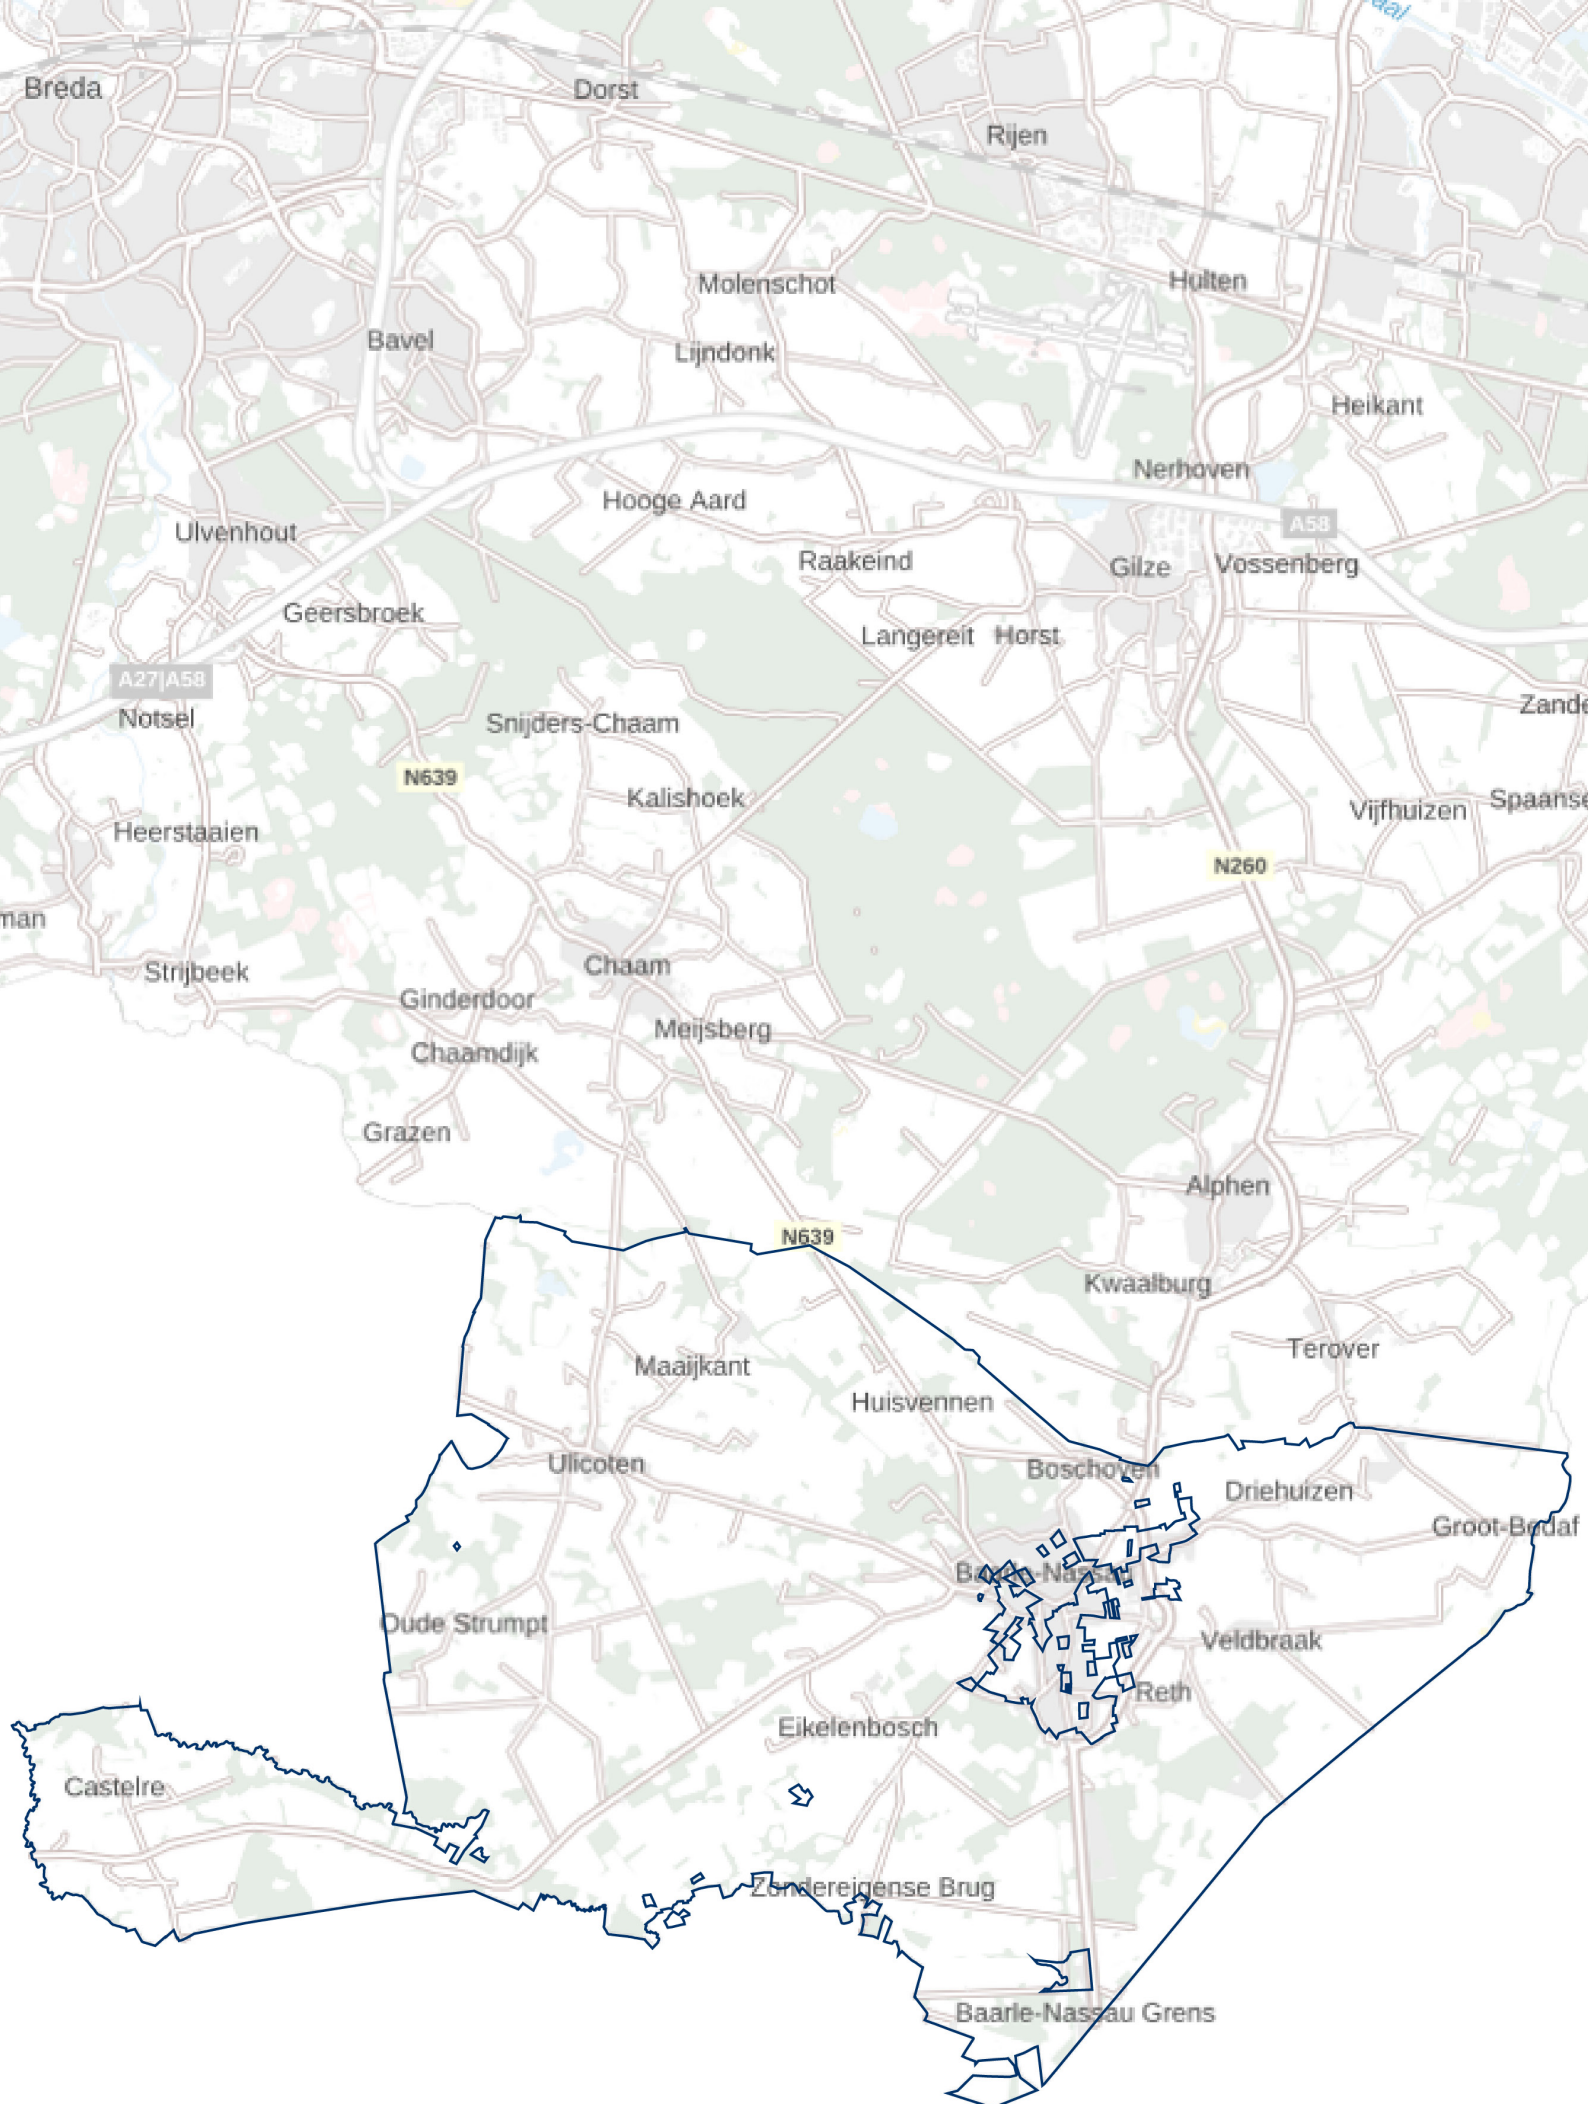 aal
Breda
Dorst
Rijen
Molenschot
Hulten
Bavel
Lijndonk
Heikant
Nerhoven
Hooge Aard
A58
Ulvenhout
Raakeind
Gilze
Vossenberg
Geersbroek
Langereit
Horst
A27|A58
Notsel
Snijders-Chaam
Zande
N639
Kalishoek
Vijfhuizen
Spaanse
Heerstaaien
N260
man
Chaam
Strijbeek
Ginderdoor
Meijsberg
Chaamdijk
Grazen
Alphen
N639
Kwaalburg
Terover
Maaijkant
Huisvennen
Ulicoten
Boschoven
Driehuizen
Groot-Bedaf
Baarle-Nassau
Oude Strumpt
Veldbraak
Reth
Eikelenbosch
Castelre
Zondereigense Brug
Baarle-Nassau Grens